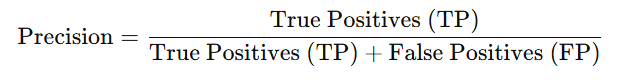 Precision = True Positives (TP) / True Positives (TP) + False Positives (FP)